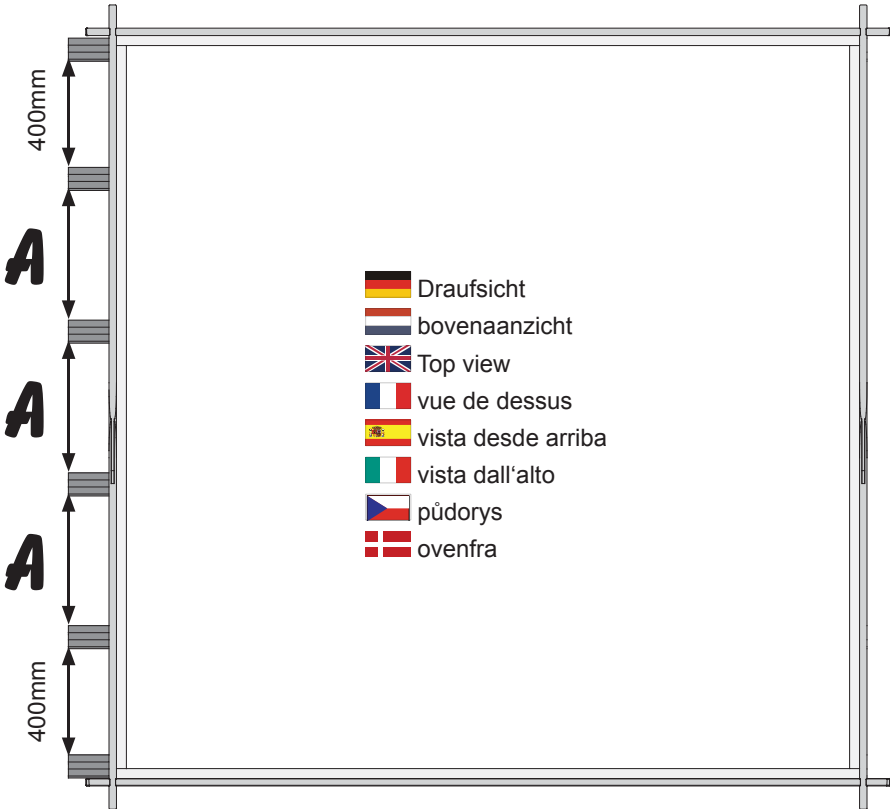 400mm
A
Draufsicht
bovenaanzicht
Top view
vue de dessus
A
vista desde arriba
vista dall‘alto
půdorys
ovenfra
A
400mm